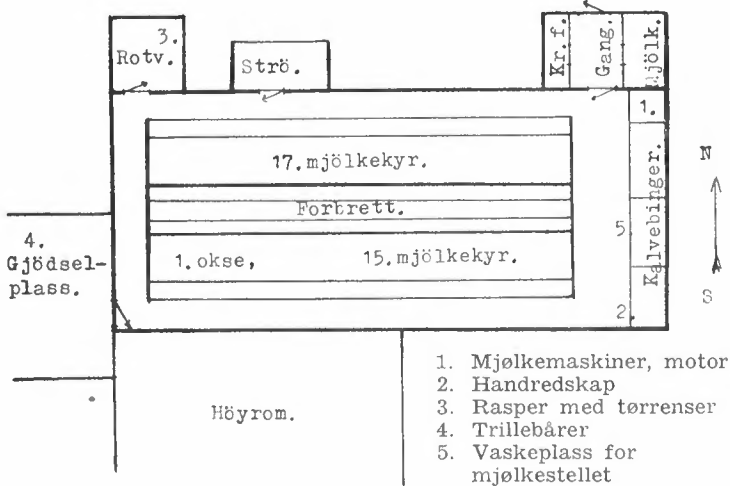 3.
Rotv.
Strö.
Kr.f.
Gang.
Mjölk.
1.
17.mjölkekyr.
Forbrett.
1.okse, 15.mjölkekyr.
5
Kalvebinger.
2.
N
S
4.
Gjödsel-
plass.
Höyrom.
1. Mjølkemaskiner, motor
2. Handredskap
3. Rasper med tørrenser
4. Trillebårer
5. Vaskeplass for
mjølkestellet